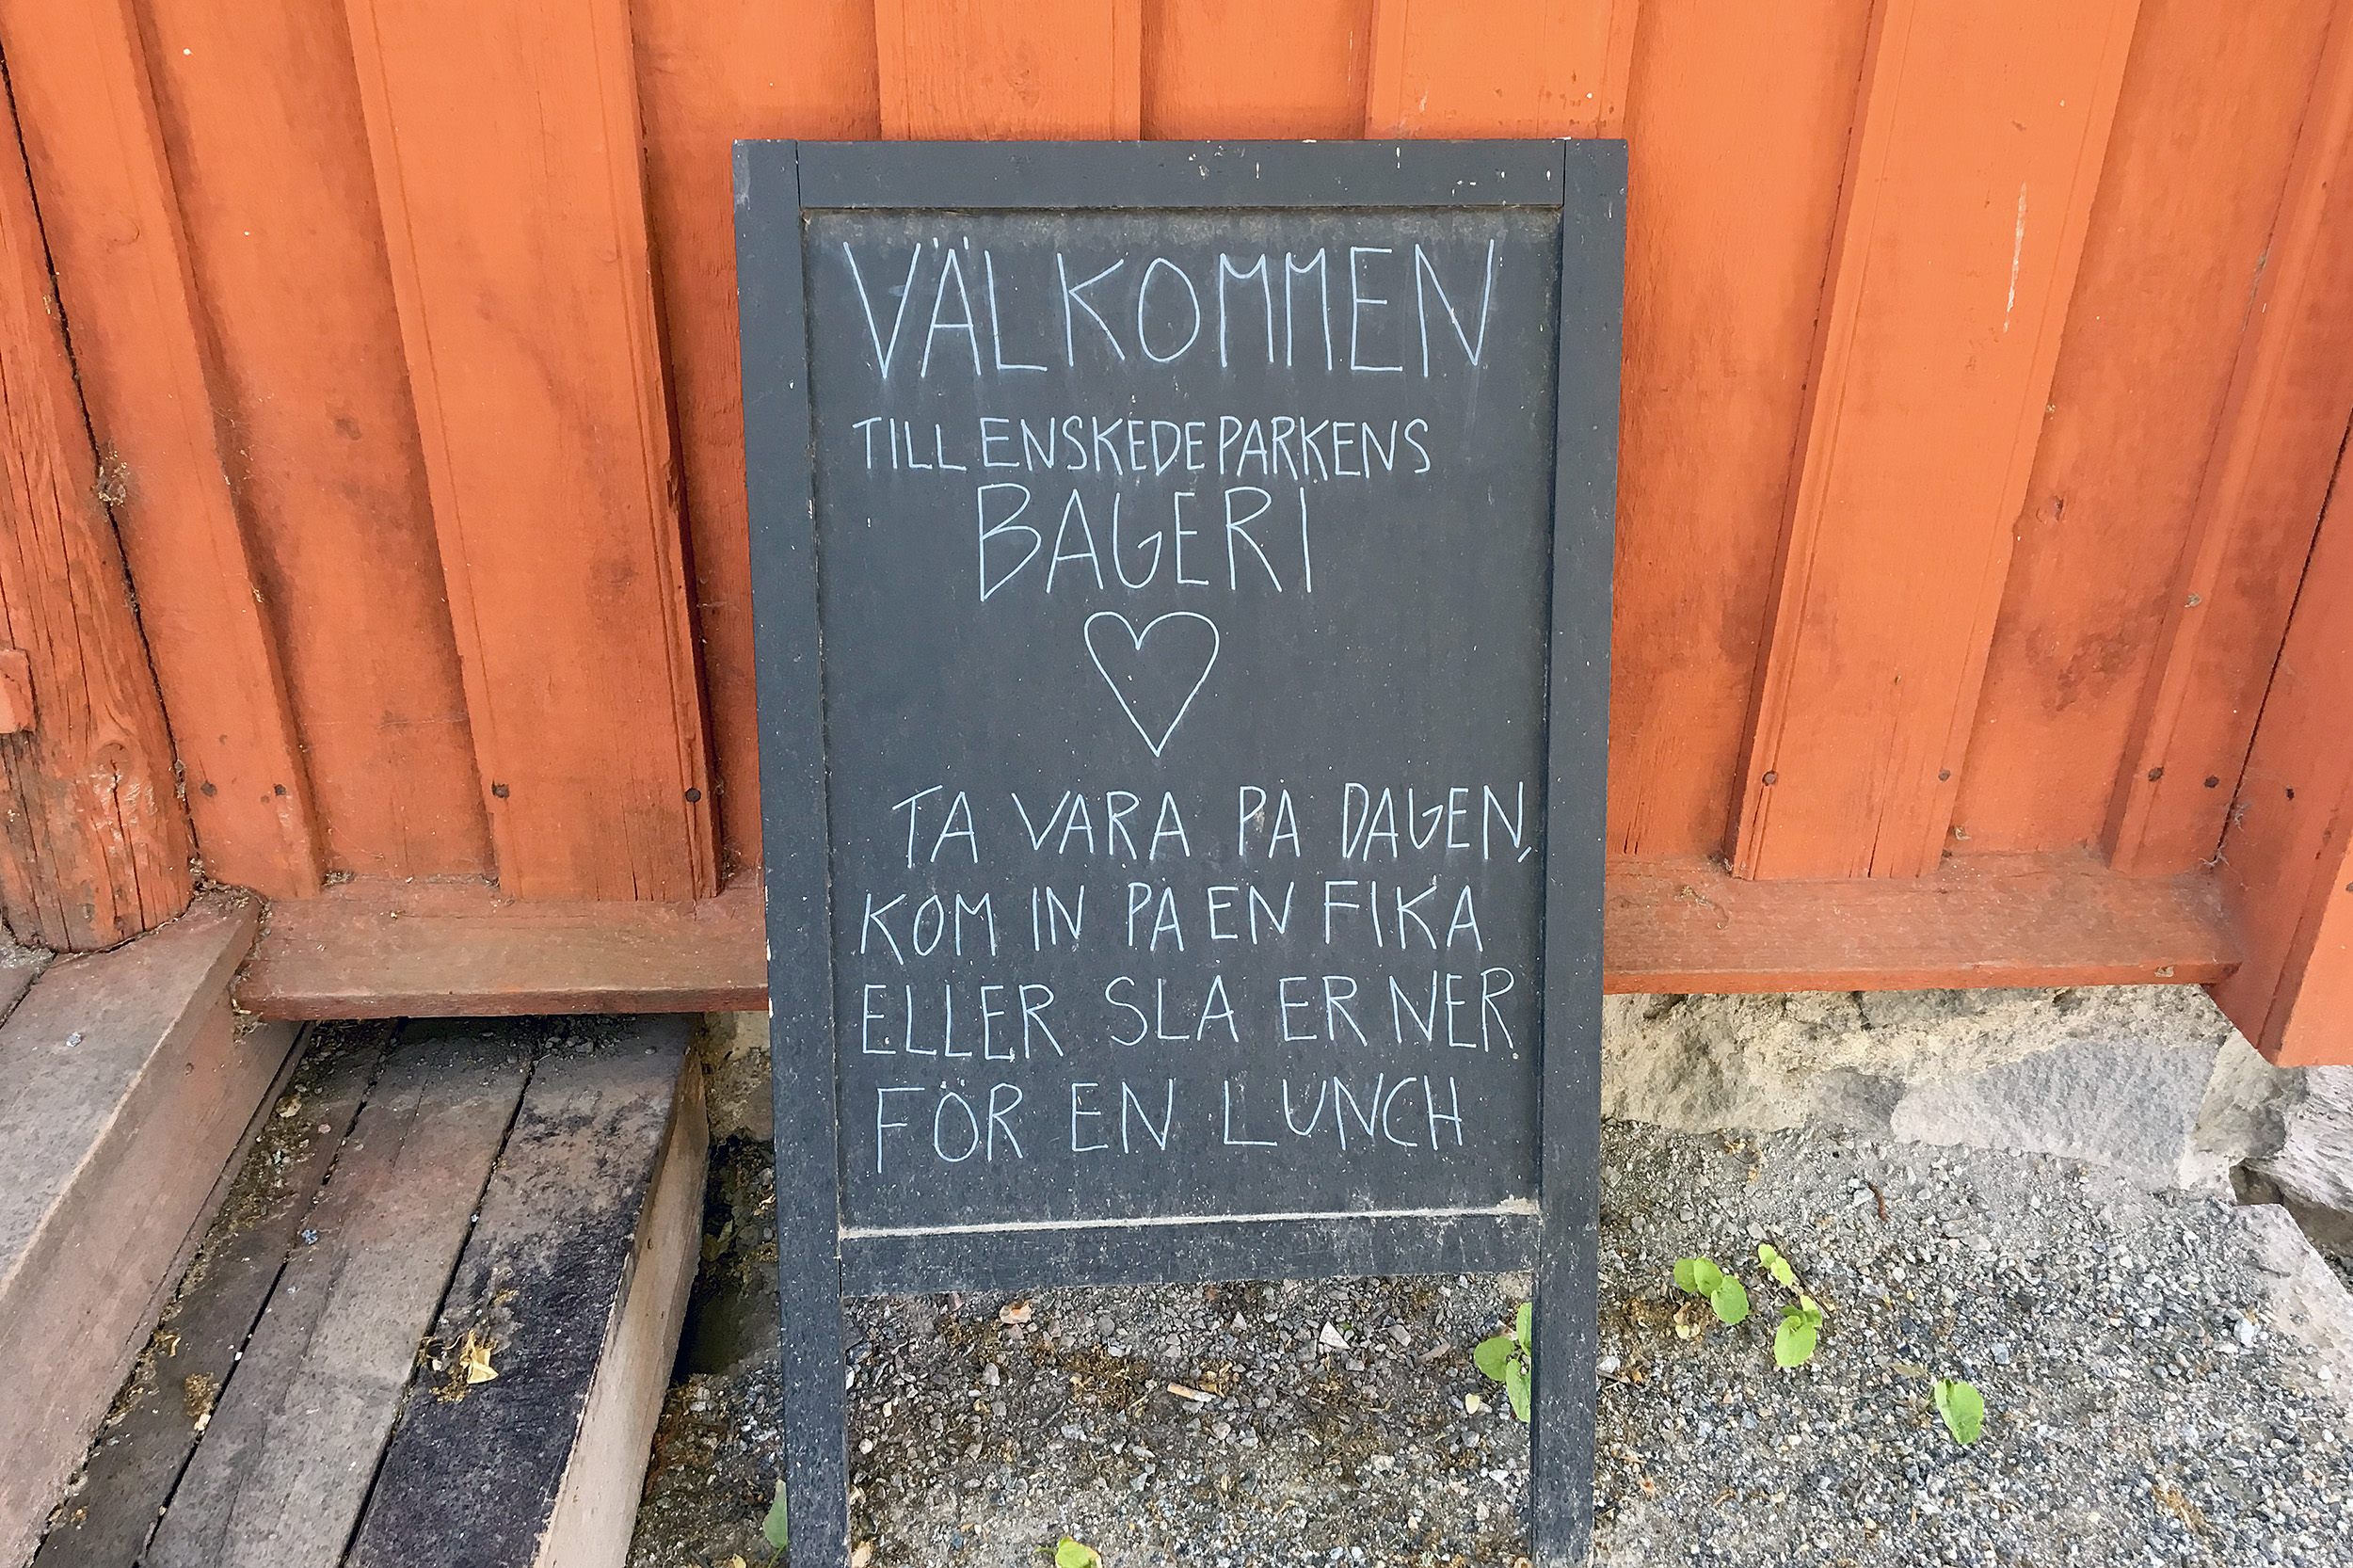 VÄLKOMMEN
TILL ENSKEDEPARKENS
BAGERI
TA VARA PA DAGEN,
KOM IN PA EN FIKA
ELLER SLA ER NER
FÖR EN LUNCH